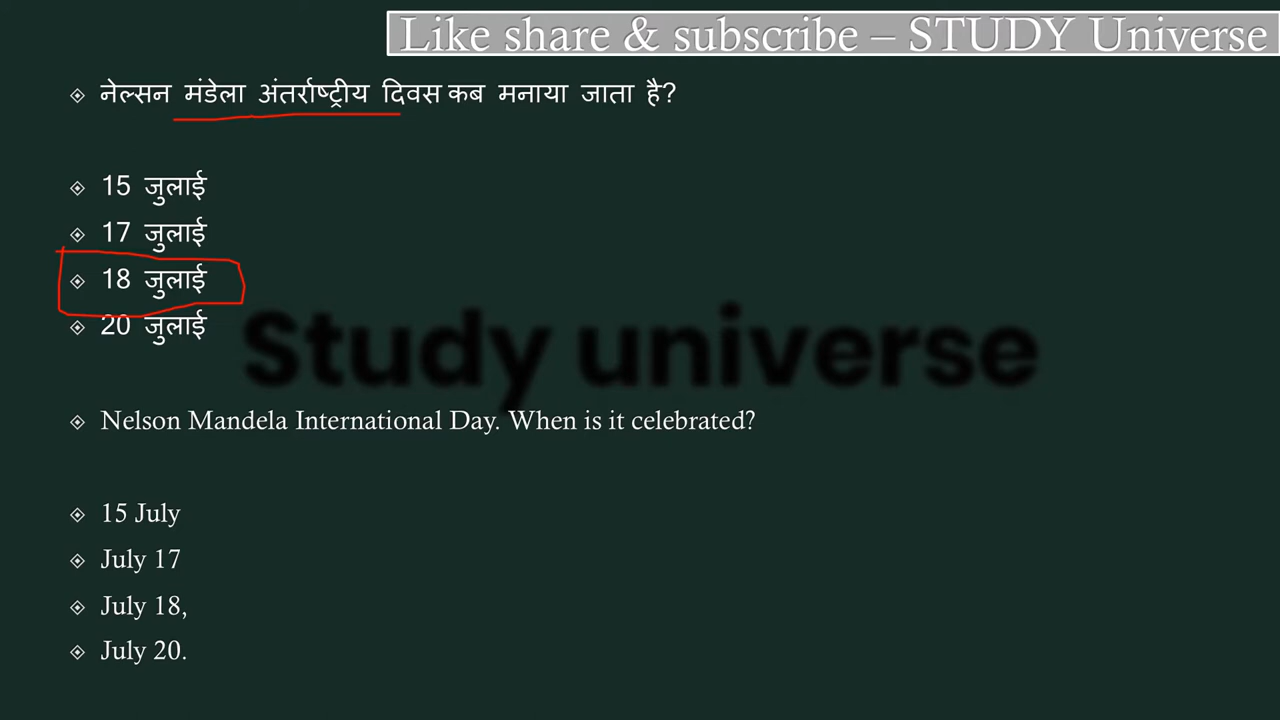 Like share & subscribe – STUDY Universe
नेल्सन मंडेला अंतर्राष्ट्रीय दिवस कब मनाया जाता है?
15 जुलाई
17 जुलाई
18 जुलाई
20 जुलाई
Study universe
Nelson Mandela International Day. When is it celebrated?
15 July
July 17
July 18,
July 20.